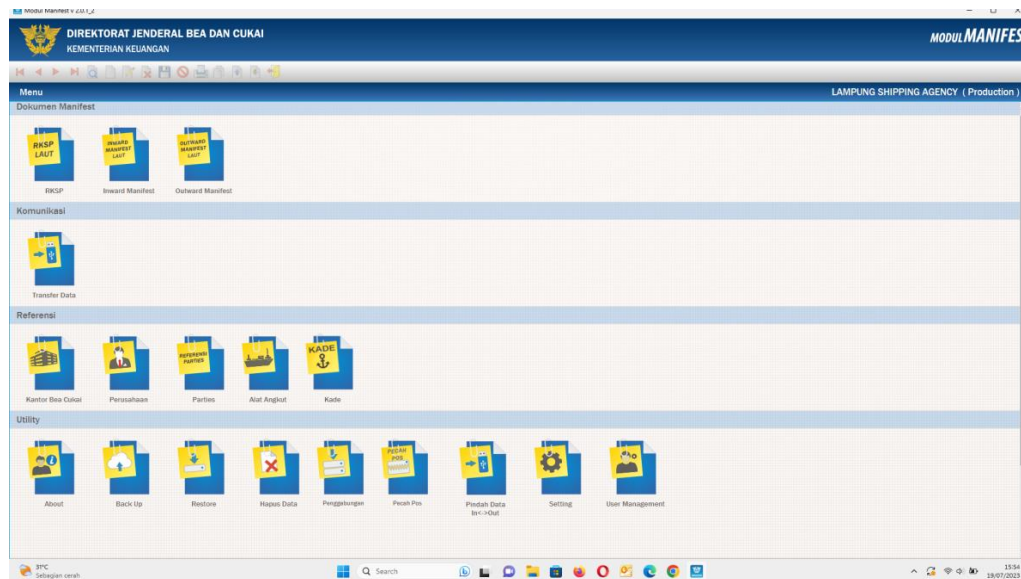 Modul Manifest v 2.0.1_2
DIREKTORAT JENDERAL BEA DAN CUKAI
KEMENTERIAN KEUANGAN
MODUL MANIFES
Menu
LAMPUNG SHIPPING AGENCY ( Production )
Dokumen Manifest
RKSP LAUT
INWARD MANIFEST LAUT
OUTWARD MANIFEST LAUT
RKSP
Inward Manifest
Outward Manifest
Komunikasi
Transfer Data
Referensi
REFERENSI PARTIES
KADE
Kantor Bea Cukai
Perusahaan
Parties
Alat Angkut
Kade
Utility
PECAH POS
About
Back Up
Restore
Hapus Data
Penggabungan
Pecah Pos
Pindah Data
In<->Out
Setting
User Management
31°C
Sebagian cerah
Search
15:54
19/07/2023